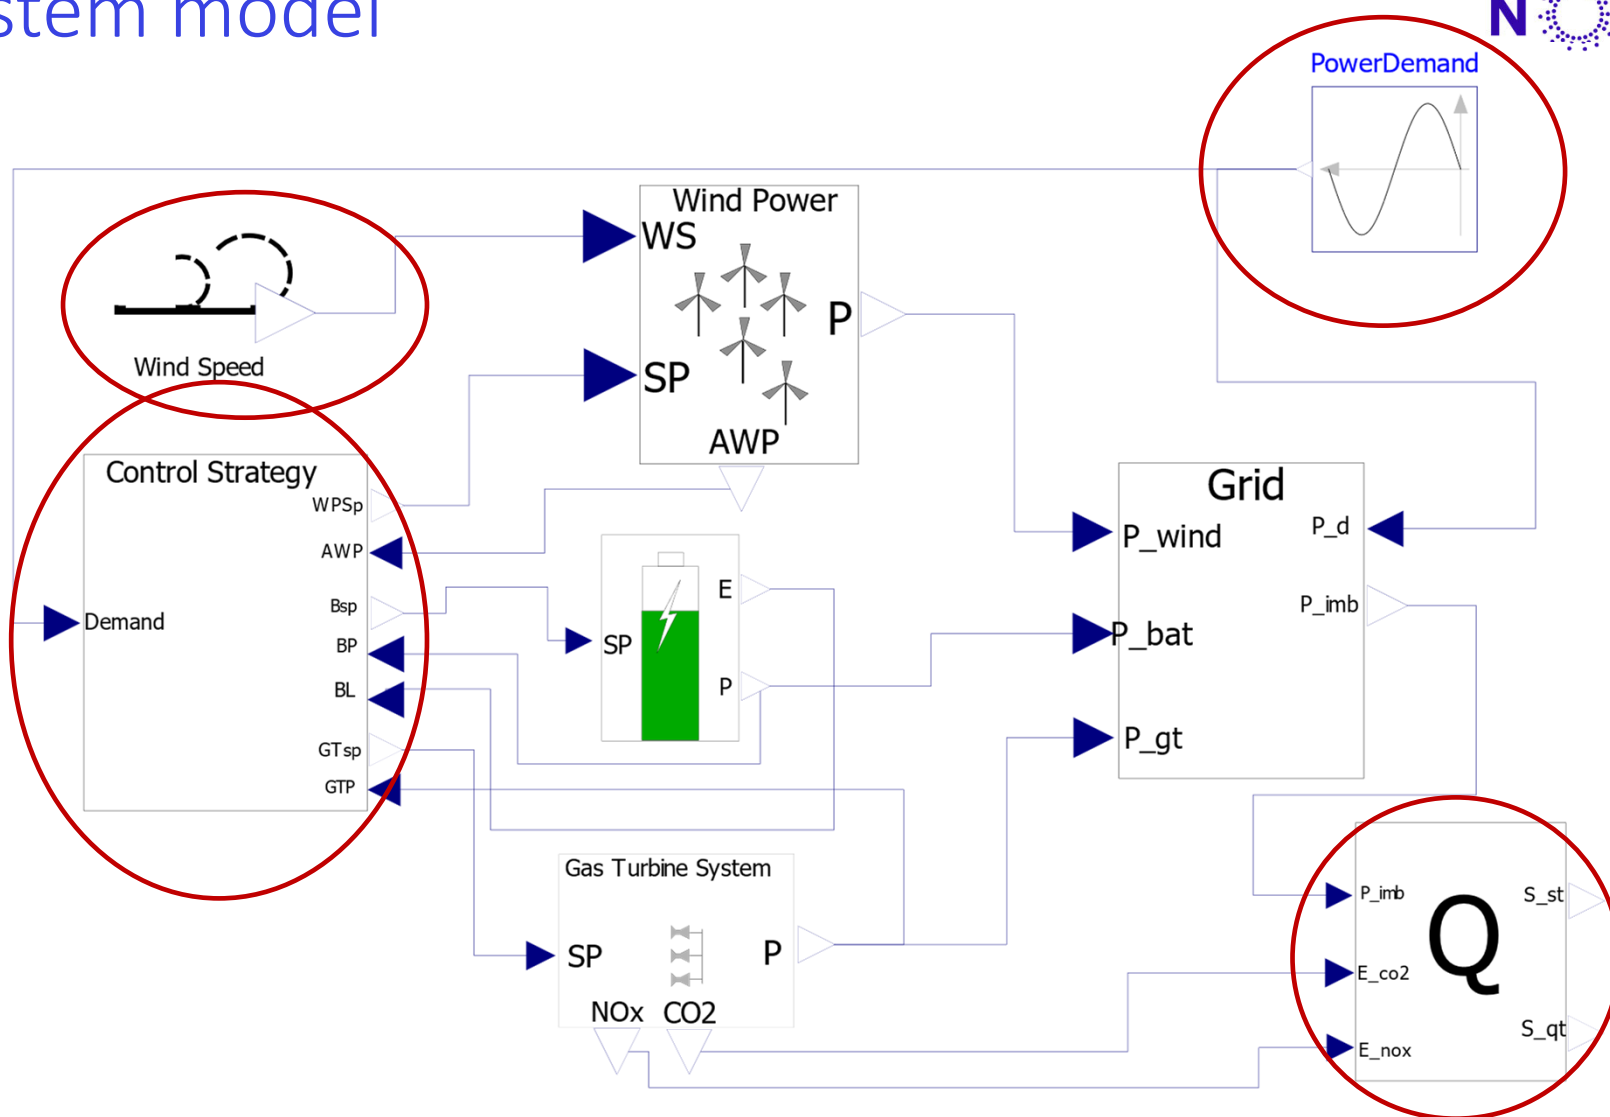 stem model
N
PowerDemand
Wind Power
WS
SP
P
AWP
Wind Speed
Control Strategy
WPSp
AWP
Bsp
BP
BL
GTsp
GTP
Demand
SP
E
P
Grid
P_wind
P_bat
P_gt
P_d
P_imb
Gas Turbine System
SP
P
NOx CO2
P_imb
E_co2
E_nox
Q
S_st
S_qt